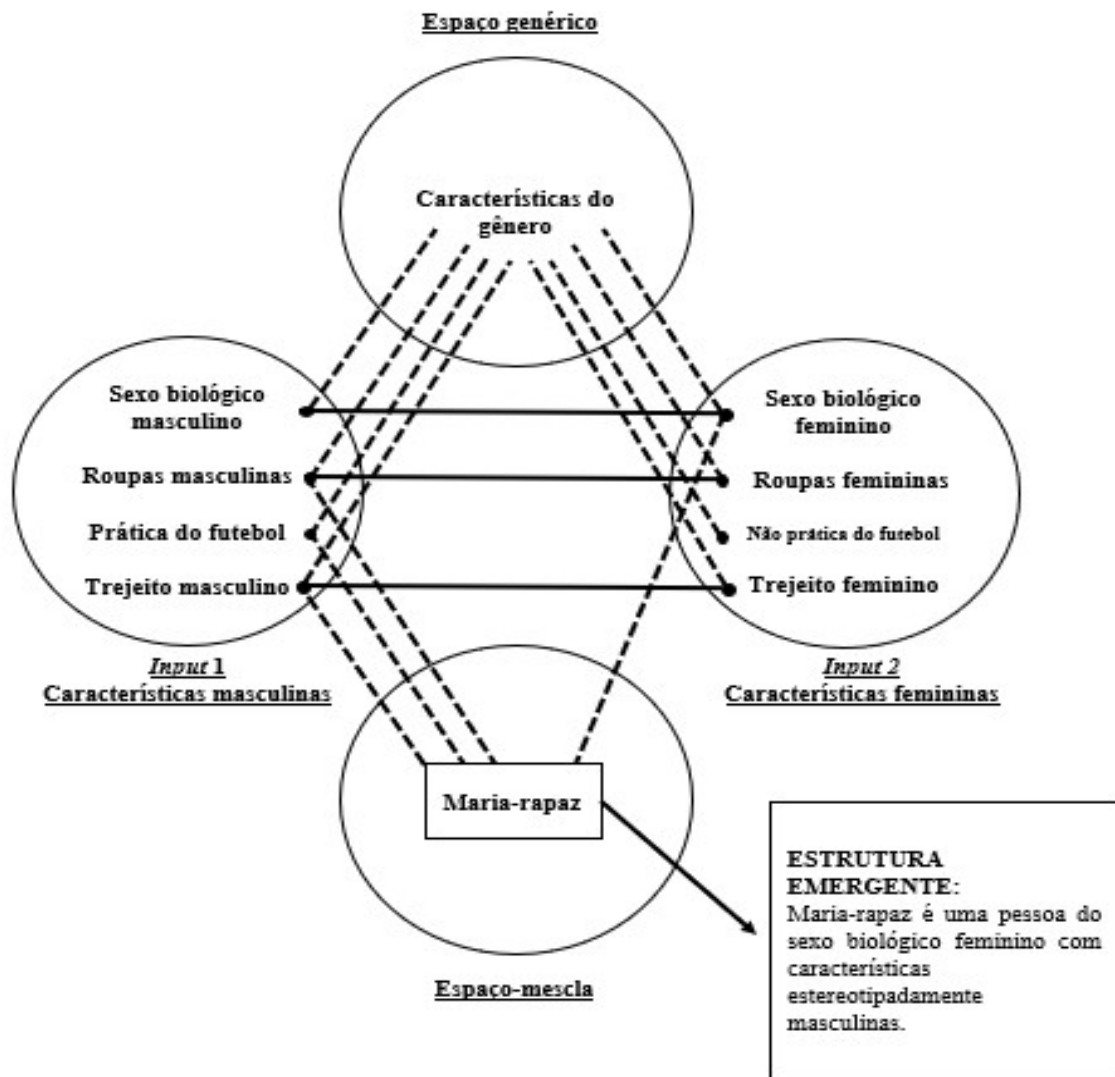 Espaço genérico
Características do
gênero
Sexo biológico
masculino
Roupas masculinas
Prática do futebol
Trejeito masculino
Input 1
Características masculinas
Sexo biológico
feminino
Roupas femininas
Não prática do futebol
Trejeito feminino
Input 2
Características femininas
Maria-rapaz
Espaço-mescla
ESTRUTURA
EMERGENTE:
Maria-rapaz é uma pessoa do
sexo biológico feminino com
características
estereotipadamente
masculinas.